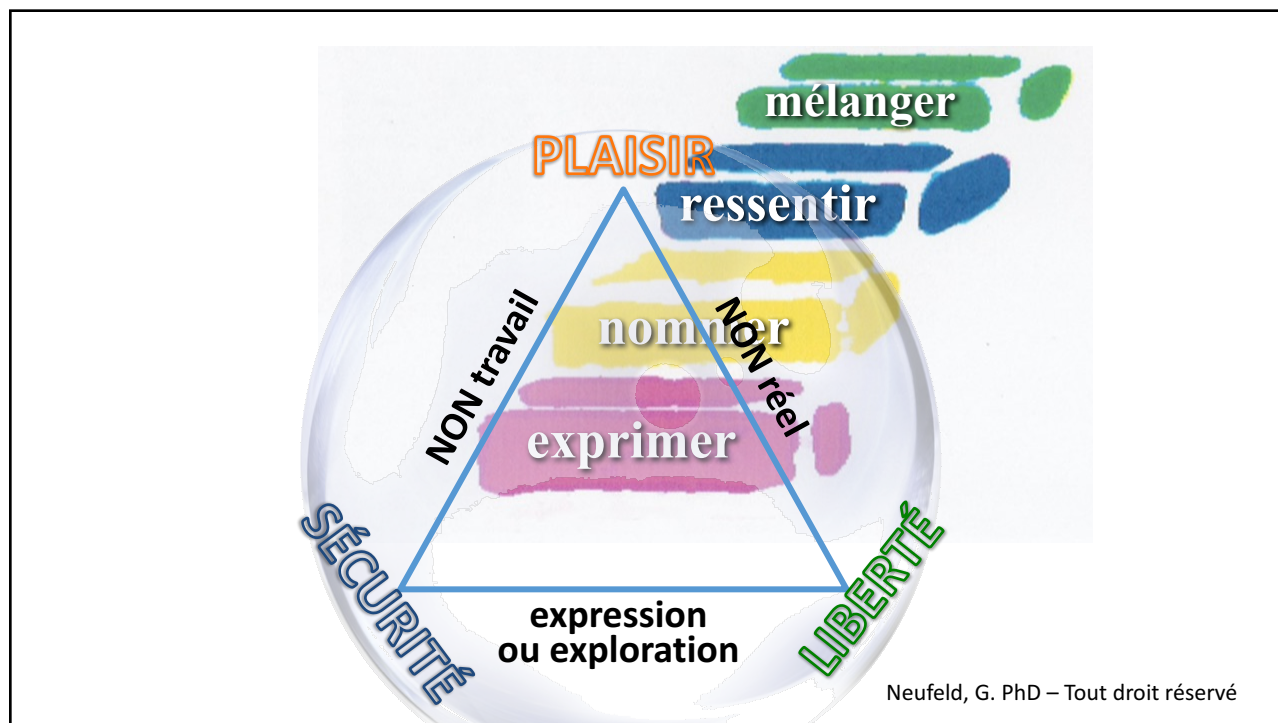 mélanger
PLAISIR
ressentir
nommer
NON travail
NON réel
exprimer
SÉCURITÉ
LIBERTÉ
expression
ou exploration
Neufeld, G. PhD – Tout droit réservé